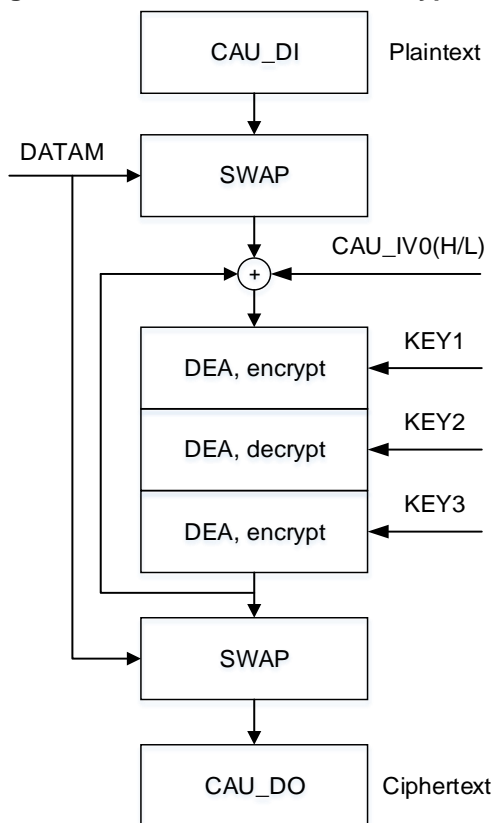 CAU_DI Plaintext
DATAM
SWAP
CAU_IV0(H/L)
+
KEY1
DEA, encrypt
KEY2
DEA, decrypt
KEY3
DEA, encrypt
SWAP
CAU_DO Ciphertext